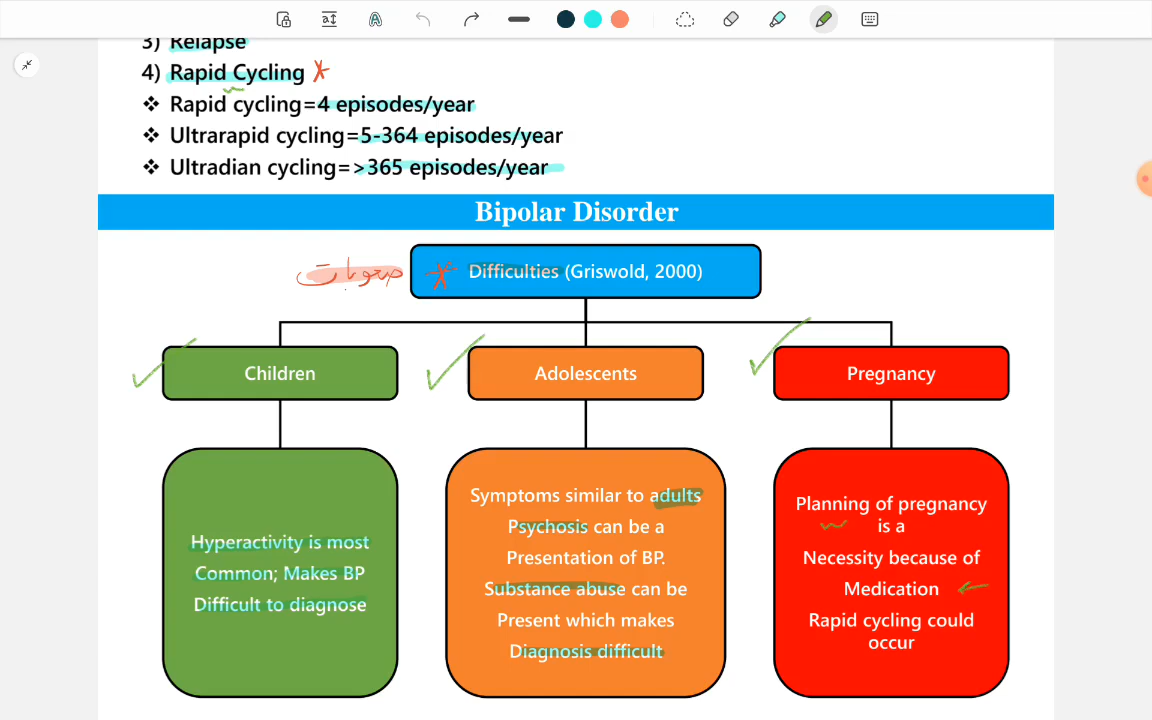 3) Relapse
4) Rapid Cycling
❖ Rapid cycling=4 episodes/year
❖ Ultrarapid cycling=5-364 episodes/year
❖ Ultradian cycling=>365 episodes/year
Bipolar Disorder
صعوبات
Difficulties (Griswold, 2000)
Children
Adolescents
Pregnancy
Hyperactivity is most
Common; Makes BP
Difficult to diagnose
Symptoms similar to adults
Psychosis can be a
Presentation of BP.
Substance abuse can be
Present which makes
Diagnosis difficult
Planning of pregnancy
is a
Necessity because of
Medication
Rapid cycling could
occur